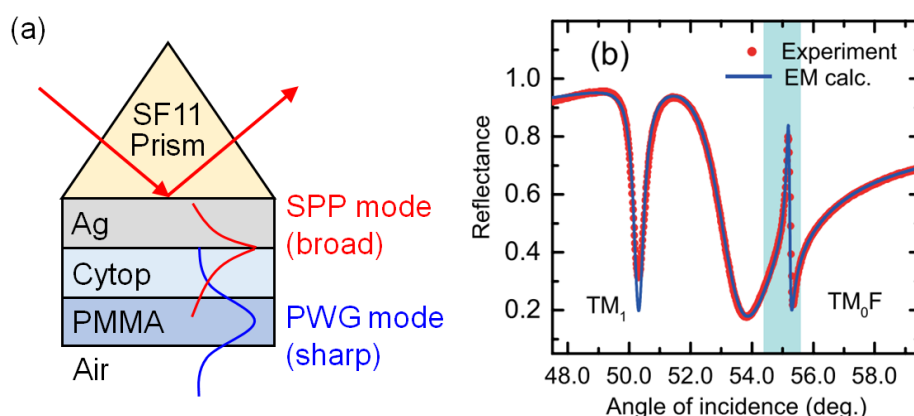 (a)
SF11
Prism
Ag
Cytop
PMMA
Air
SPP mode
(broad)
PWG mode
(sharp)
(b)
Experiment
EM calc.
Reflectance
1.0
0.8
0.6
0.4
0.2
TM1
TM0F
48.0 50.0 52.0 54.0 56.0 58.0
Angle of incidence (deg.)